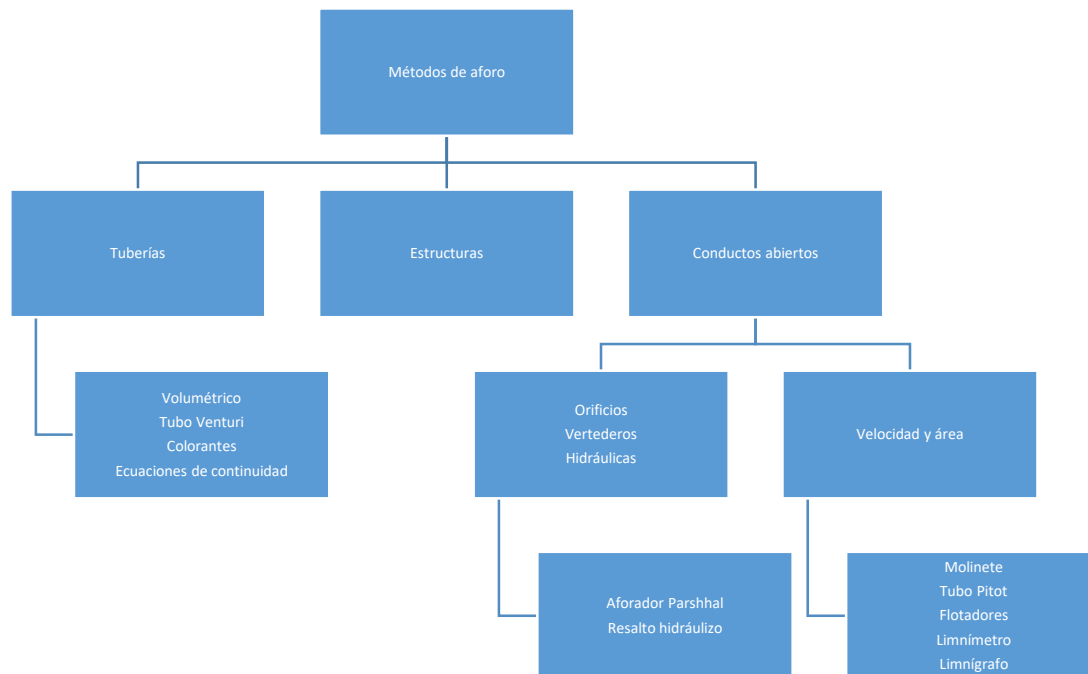 Métodos de aforo
Tuberías
Estructuras
Conductos abiertos
Volumétrico
Tubo Venturi
Colorantes
Ecuaciones de continuidad
Orificios
Vertederos
Hidráulicas
Velocidad y área
Aforador Parshhal
Resalto hidráulizo
Molinete
Tubo Pitot
Flotadores
Limnímetro
Limnígrafo